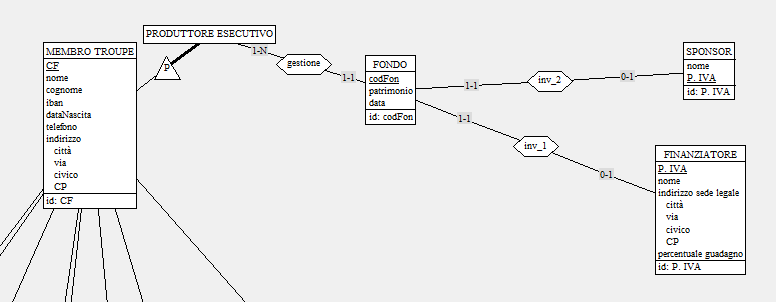 PRODUTTORE ESECUTIVO
MEMBRO TROUPE
CF
nome
cognome
iban
dataNascita
telefono
indirizzo
città
via
civico
CP
id: CF
P
1-N
gestione
1-1
FONDO
codFon
patrimonio
data
id: codFon
1-1
inv_2
0-1
SPONSOR
nome
P. IVA
id: P. IVA
1-1
inv_1
0-1
FINANZIATORE
P. IVA
nome
indirizzo sede legale
città
via
civico
CP
percentuale guadagno
id: P. IVA